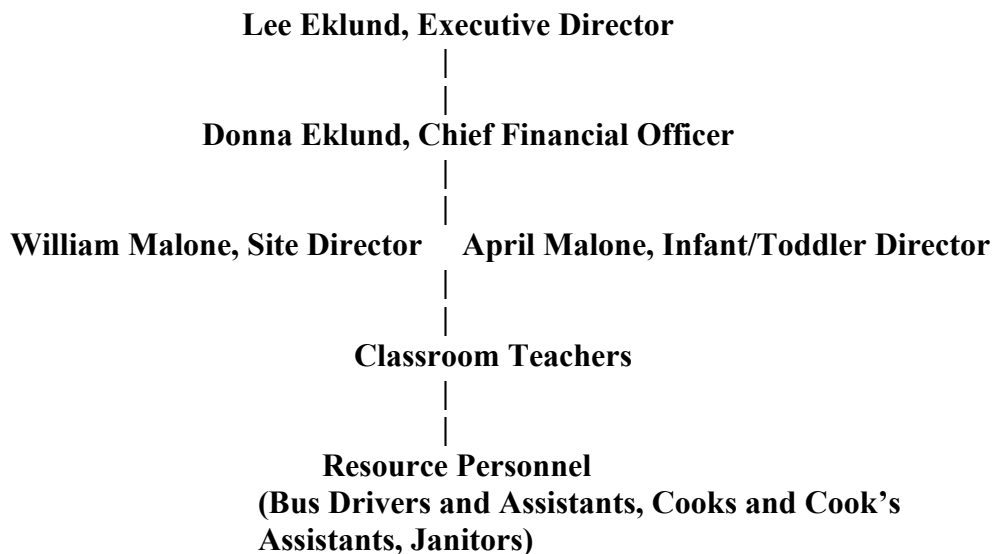 Lee Eklund, Executive Director
Donna Eklund, Chief Financial Officer
William Malone, Site Director April Malone, Infant/Toddler Director
Classroom Teachers
Resource Personnel
(Bus Drivers and Assistants, Cooks and Cook’s
Assistants, Janitors)